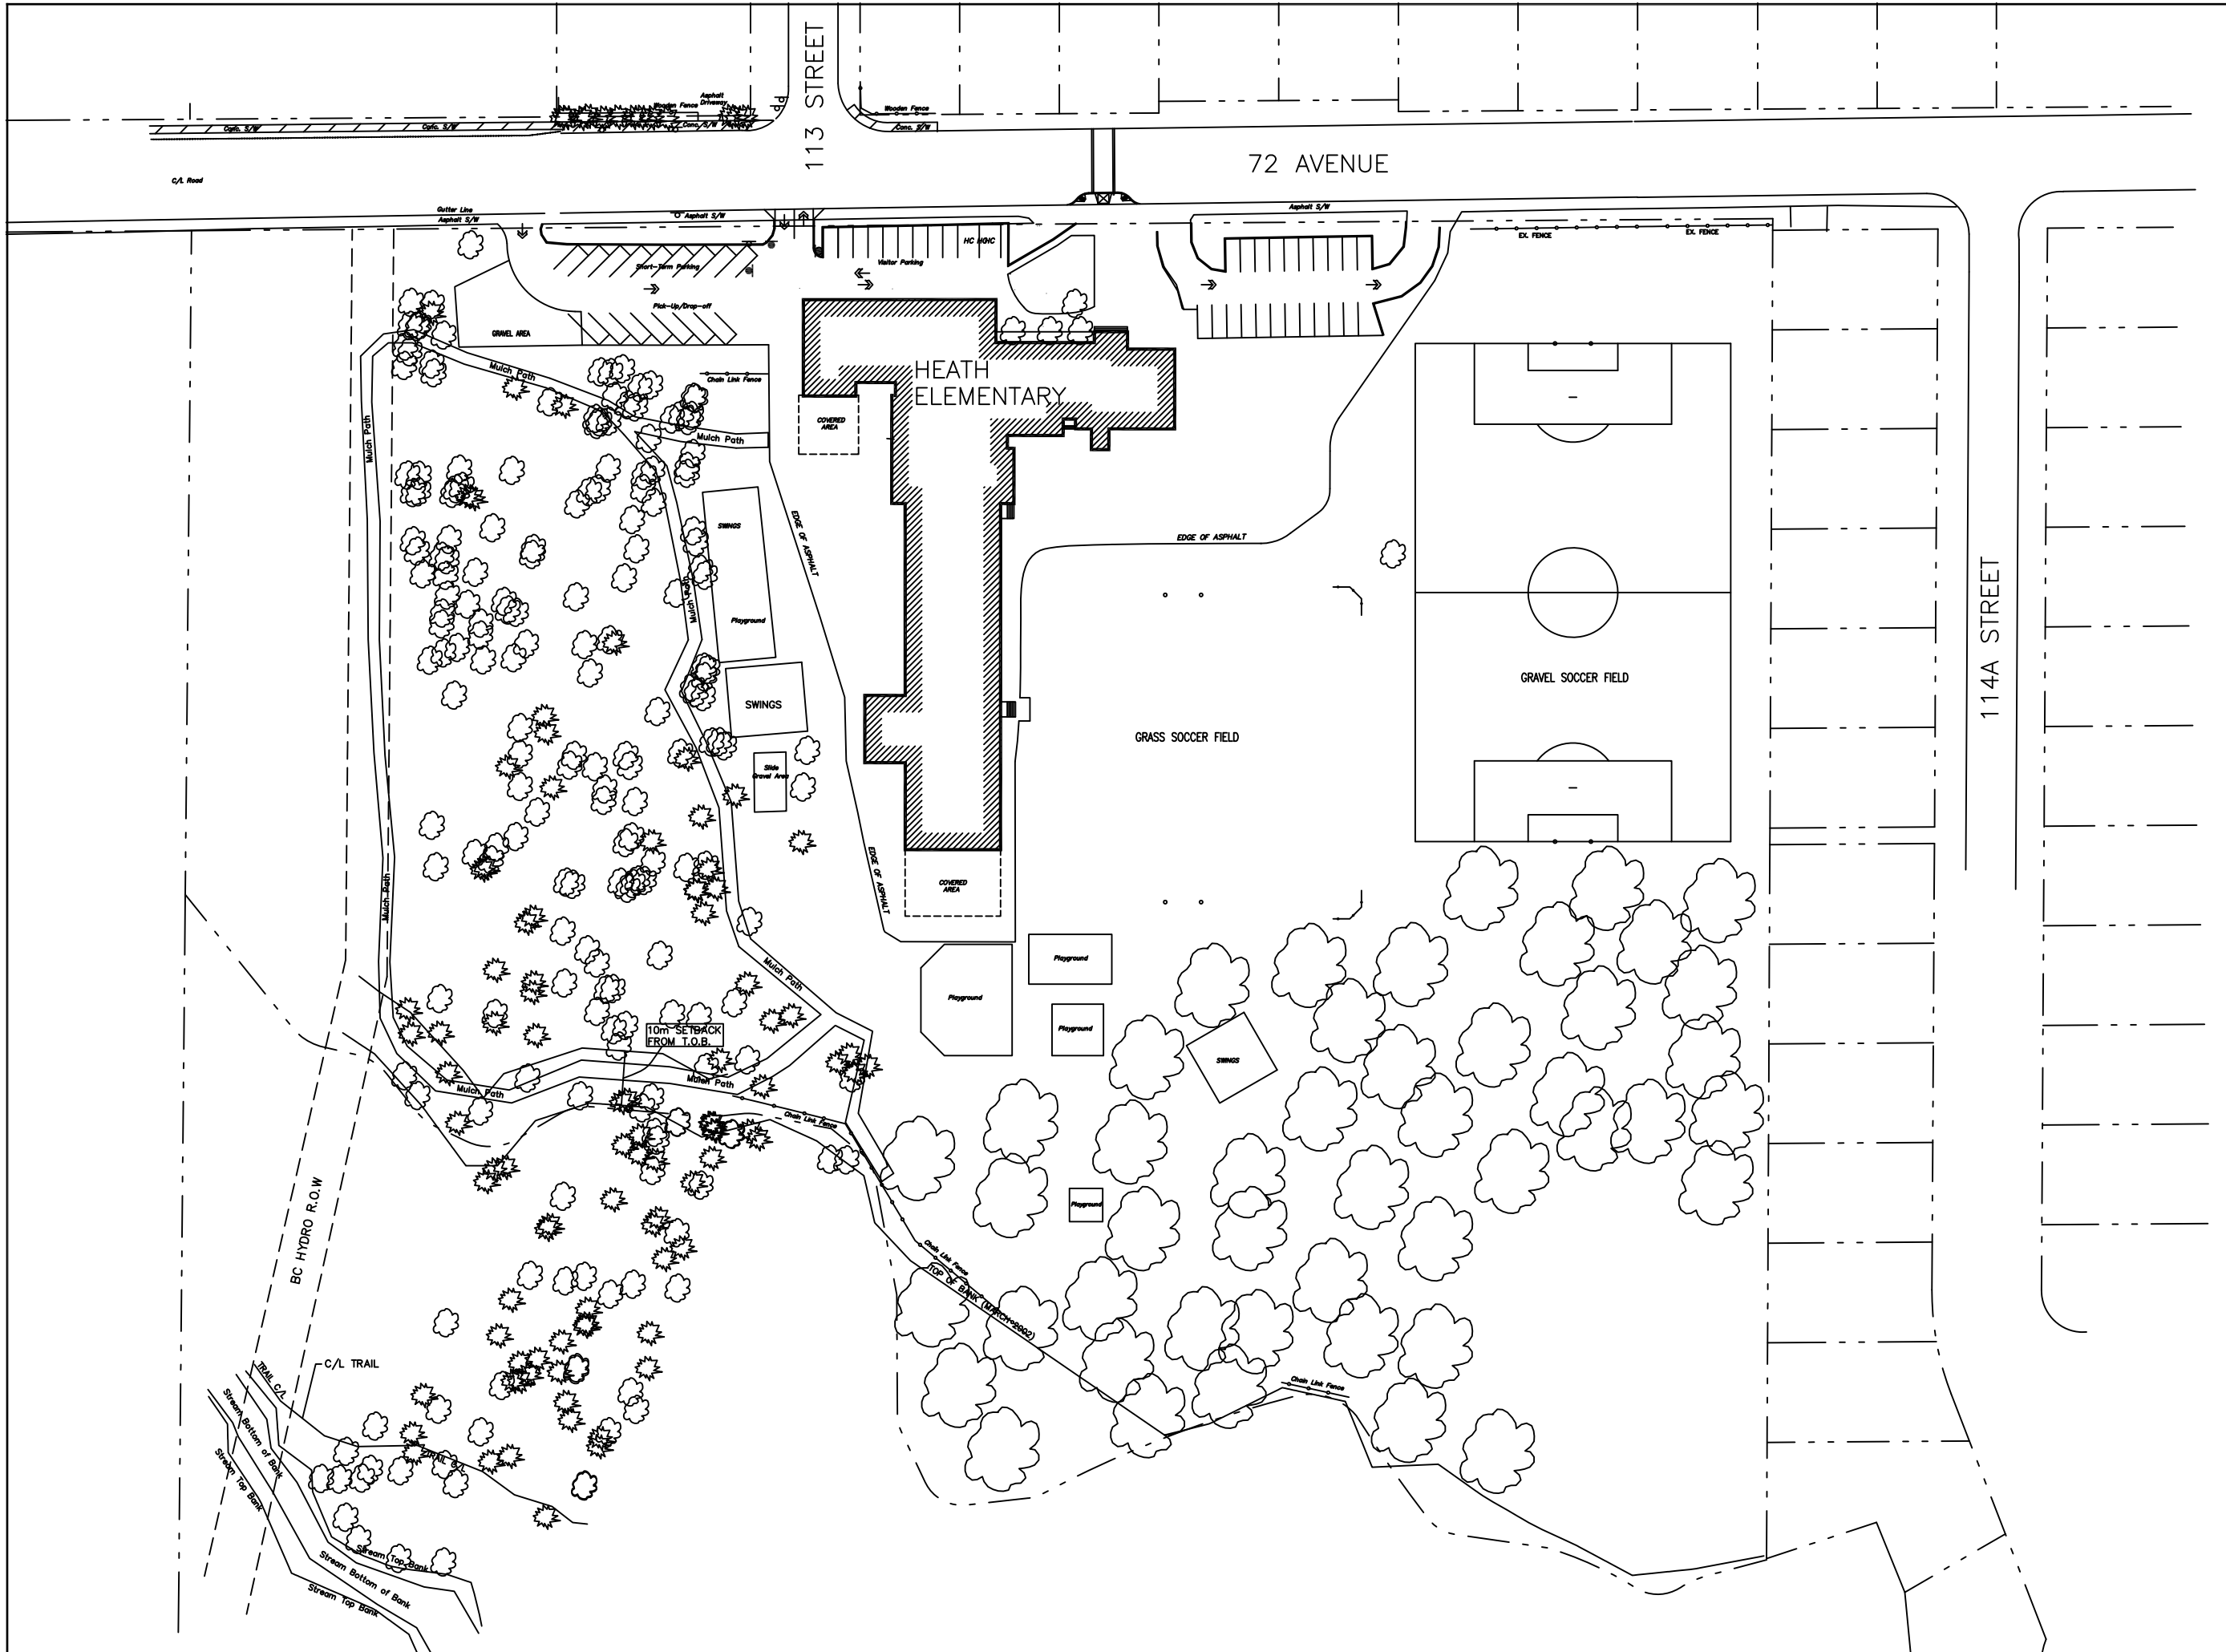 113 STREET
Wooden Fence
Asphalt
Driveway
Conc. S/W
Conc. S/W
Conc. S/W
Wooden Fence
Conc. S/W
72 AVENUE
C/L Road
Gutter Line
Asphalt S/W
Asphalt S/W
Asphalt S/W
EX. FENCE
EX. FENCE
HC
Visitor Parking
Short-Term Parking
Pick-Up/Drop-off
GRAVEL AREA
Mulch Path
Chain Link Fence
HEATH
ELEMENTARY
COVERED
AREA
Mulch Path
Mulch Path
SWINGS
EDGE OF ASPHALT
EDGE OF ASPHALT
Mulch Path
Playground
114A STREET
GRAVEL SOCCER FIELD
SWINGS
GRASS SOCCER FIELD
Slide
Gravel Area
EDGE OF ASPHALT
COVERED
AREA
Mulch Path
Mulch Path
Playground
Playground
Playground
10m SETBACK
FROM T.O.B.
SWINGS
Mulch Path
Mulch Path
Chain Link Fence
Playground
BC HYDRO R.O.W
Chain Link Fence
TOP OF BANK (MARCH 2002)
C/L TRAIL
TRAIL C/L
Chain Link Fence
Stream Bottom of Bank
Stream Top Bank
TRAIL C/L
Stream Top Bank
Stream Bottom of Bank
Stream Top Bank